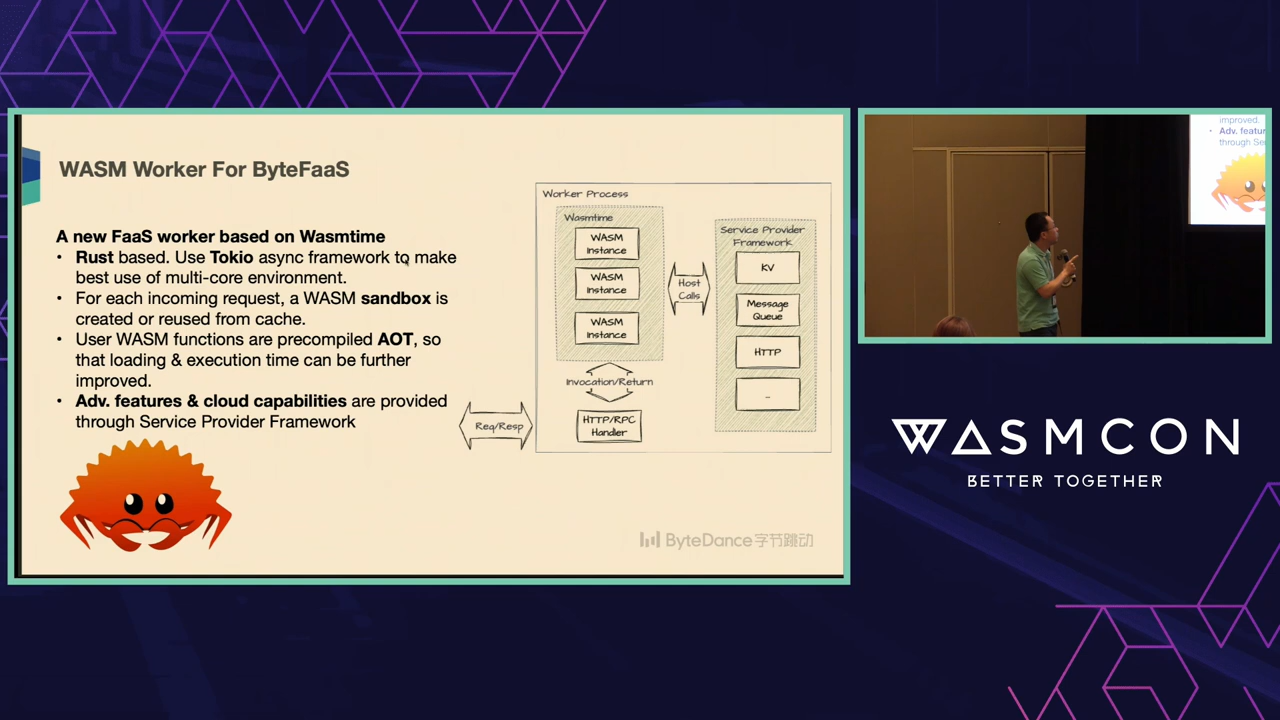 WASM Worker For ByteFaaS
A new FaaS worker based on Wasmtime
• Rust based. Use Tokio async framework to make
best use of multi-core environment.
• For each incoming request, a WASM sandbox is
created or reused from cache.
• User WASM functions are precompiled AOT, so
that loading & execution time can be further
improved.
• Adv. features & cloud capabilities are provided
through Service Provider Framework
Worker Process
Wasmtime
WASM
Instance
WASM
Instance
WASM
Instance
Invocation/Return
HTTP/RPC
Handler
Req/Resp
Host
Calls
Service Provider
Framework
KV
Message
Queue
HTTP
...
ByteDance字节跳动
improved.
• Adv. featur
through Se
WASMCON
BETTER TOGETHER